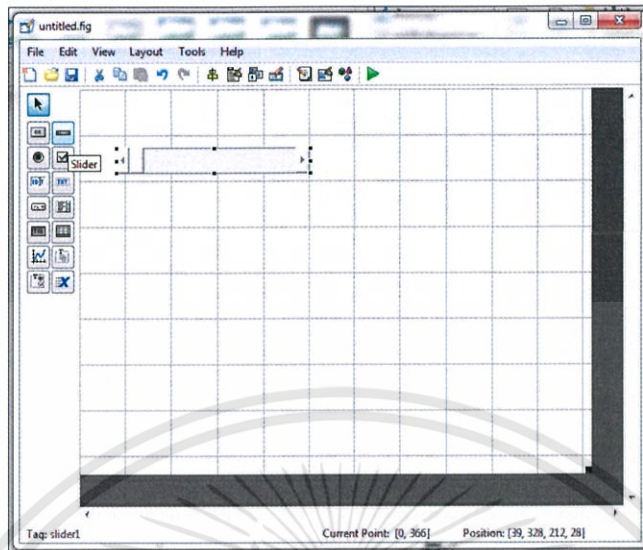 untitled.fig
File Edit View Layout Tools Help
Slider
TXT
Tag: slider1
Current Point: [0, 366]
Position: [39, 328, 212, 28]